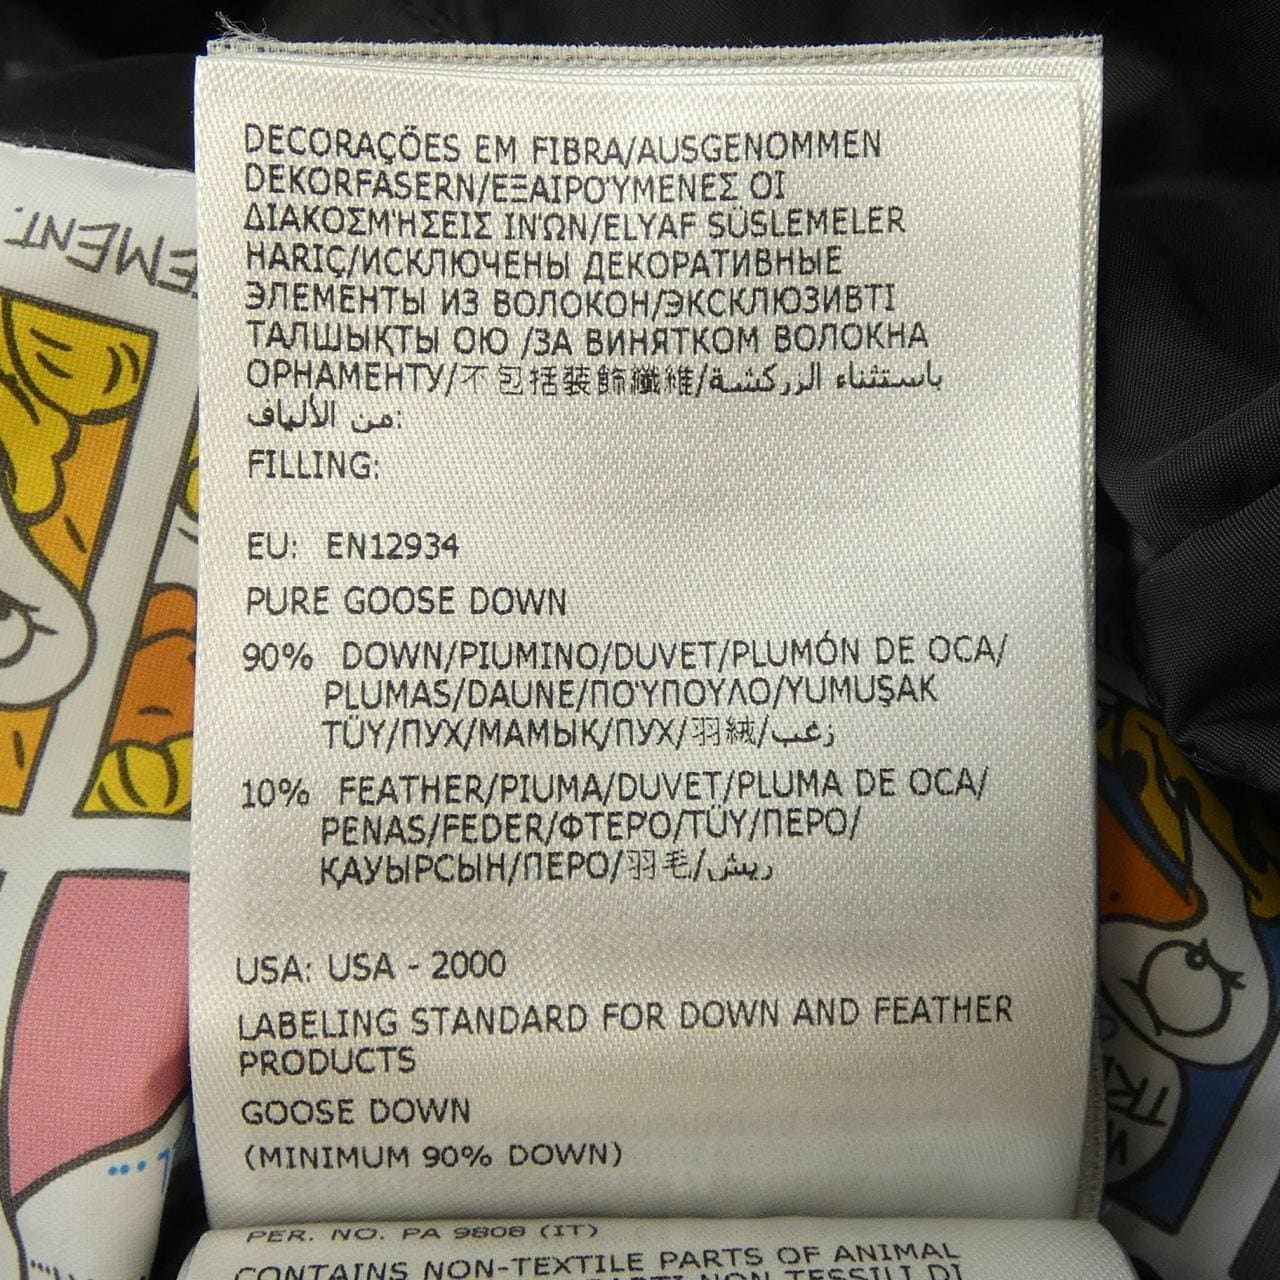 DECORAÇÕES EM FIBRA/AUSGENOMMEN
DEKORFASERN/ΕΞΑΙΡΟΎΜΕΝΕΣ ΟΙ
ΔΙΑΚΟΣΜΉΣΕΙΣ ΙΝΏΝ/ELYAF SÜSLEMELER
HARIÇ/ИСКЛЮЧЕНЫ ДЕКОРАТИВНЫЕ
ЭЛЕМЕНТЫ ИЗ ВОЛОКОН/ЭКСКЛЮЗИВТІ
ТАЛШЫҚТЫ ОЮ /ЗА ВИНЯТКОМ ВОЛОКНА
ОРНАМЕНТУ/不包括装飾纖維/باستثناء الزركشة
من الألياف:
FILLING:
EU: EN12934
PURE GOOSE DOWN
90% DOWN/PIUMINO/DUVET/PLUMÓN DE OCA/
PLUMAS/DAUNE/ΠΟΎΠΟΥΛΟ/YUMUŞAK
TÜY/ПУХ/МАМЫҚ/ПУХ/羽絨/زغب
10% FEATHER/PIUMA/DUVET/PLUMA DE OCA/
PENAS/FEDER/ΦΤΕΡΌ/TÜY/ПЕРО/
ҚАУЫРСЫН/ПЕРО/羽毛/ريش
USA: USA - 2000
LABELING STANDARD FOR DOWN AND FEATHER
PRODUCTS
GOOSE DOWN
(MINIMUM 90% DOWN)
PER. NO. PA 9808 (IT)
CONTAINS NON-TEXTILE PARTS OF ANIMAL